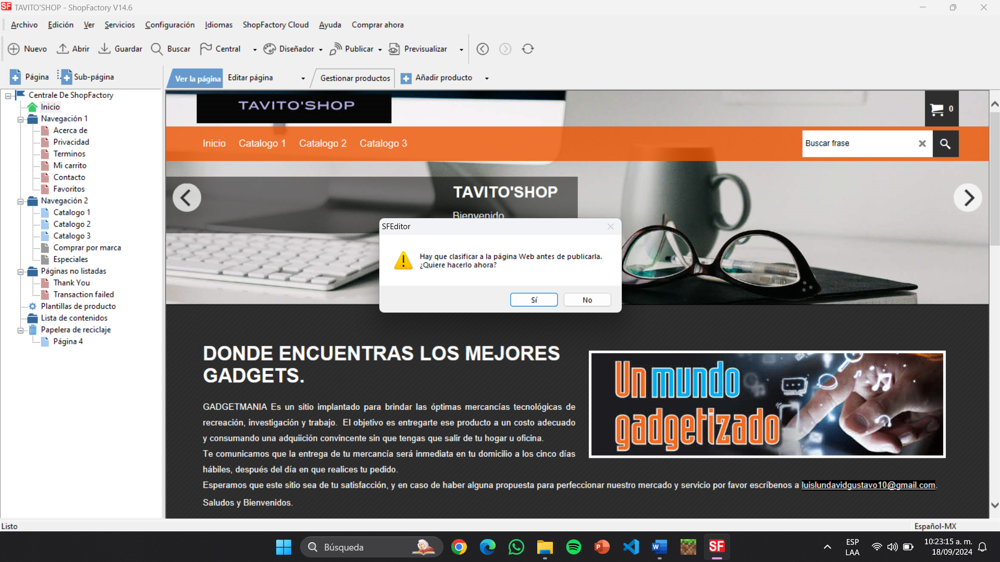 SF TAVITO'SHOP - ShopFactory V14.6
Archivo Edición Ver Servicios Configuración Idiomas ShopFactory Cloud Ayuda Comprar ahora
Nuevo Abrir Guardar Buscar Central Diseñador Publicar Previsualizar
Página Sub-página
Ver la página Editar página Gestionar productos Añadir producto
Centrale De ShopFactory
Inicio
Navegación 1
Acerca de
Privacidad
Terminos
Mi carrito
Contacto
Favoritos
Navegación 2
Catalogo 1
Catalogo 2
Catalogo 3
Comprar por marca
Especiales
Páginas no listadas
Thank You
Transaction failed
Plantillas de producto
Lista de contenidos
Papelera de reciclaje
Página 4
TAVITO'SHOP
0
Inicio Catalogo 1 Catalogo 2 Catalogo 3
Buscar frase
TAVITO'SHOP
Bienvenido
SFEditor
Hay que clasificar a la página Web antes de publicarla.
¿Quiere hacerlo ahora?
Sí No
DONDE ENCUENTRAS LOS MEJORES
GADGETS.
Un mundo
gadgetizado
GADGETMANIA Es un sitio implantado para brindar las óptimas mercancías tecnológicas de
recreación, investigación y trabajo. El objetivo es entregarte ese producto a un costo adecuado
y consumando una adquiición convincente sin que tengas que salir de tu hogar u oficina.
Te comunicamos que la entrega de tu mercancía será inmediata en tu domicilio a los cinco días
hábiles, después del día en que realices tu pedido.
Esperamos que este sitio sea de tu satisfacción, y en caso de haber alguna propuesta para perfeccionar nuestro mercado y servicio por favor escríbenos a luislundavidgustavo10@gmail.com.
Saludos y Bienvenidos.
Listo
Español-MX
Búsqueda
P
W
SF
ESP
LAA
10:23:15 a. m.
18/09/2024